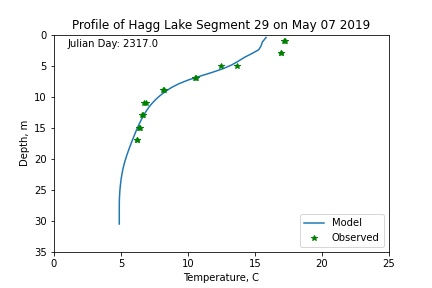 Profile of Hagg Lake Segment 29 on May 07 2019
Julian Day: 2317.0
0
5
10
15
20
25
30
35
Depth, m
0
5
10
15
20
25
Temperature, C
Model
Observed